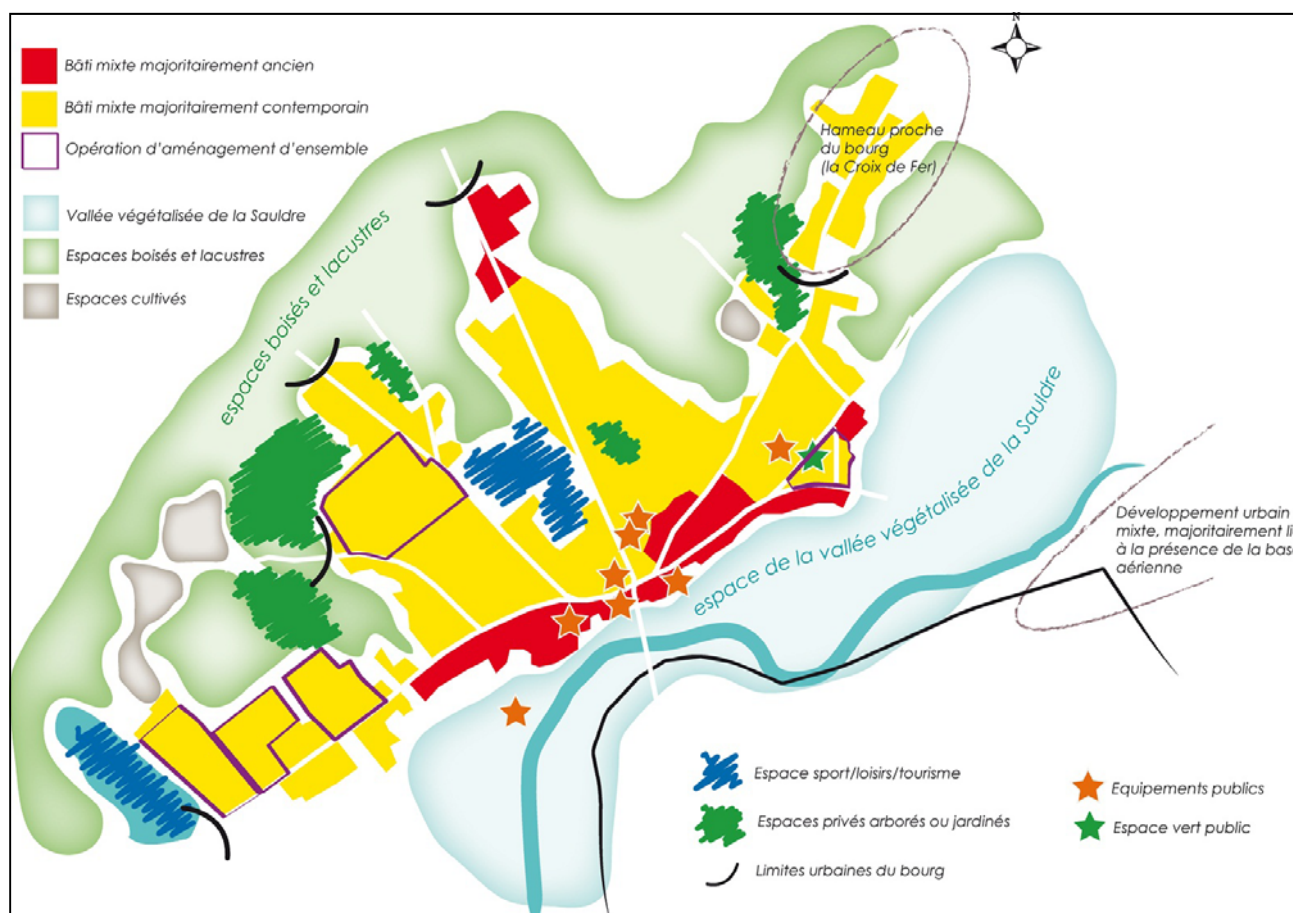 N
Bâti mixte majoritairement ancien
Bâti mixte majoritairement contemporain
Opération d'aménagement d'ensemble
Vallée végétalisée de la Sauldre
Espaces boisés et lacustres
Espaces cultivés
Hameau proche
du bourg
(la Croix de Fer)
espaces boisés et lacustres
espace de la vallée végétalisée de la Sauldre
Développement urbain
mixte, majoritairement li
à la présence de la bas
aérienne
Espace sport/loisirs/tourisme
Espaces privés arborés ou jardinés
Limites urbaines du bourg
Equipements publics
Espace vert public